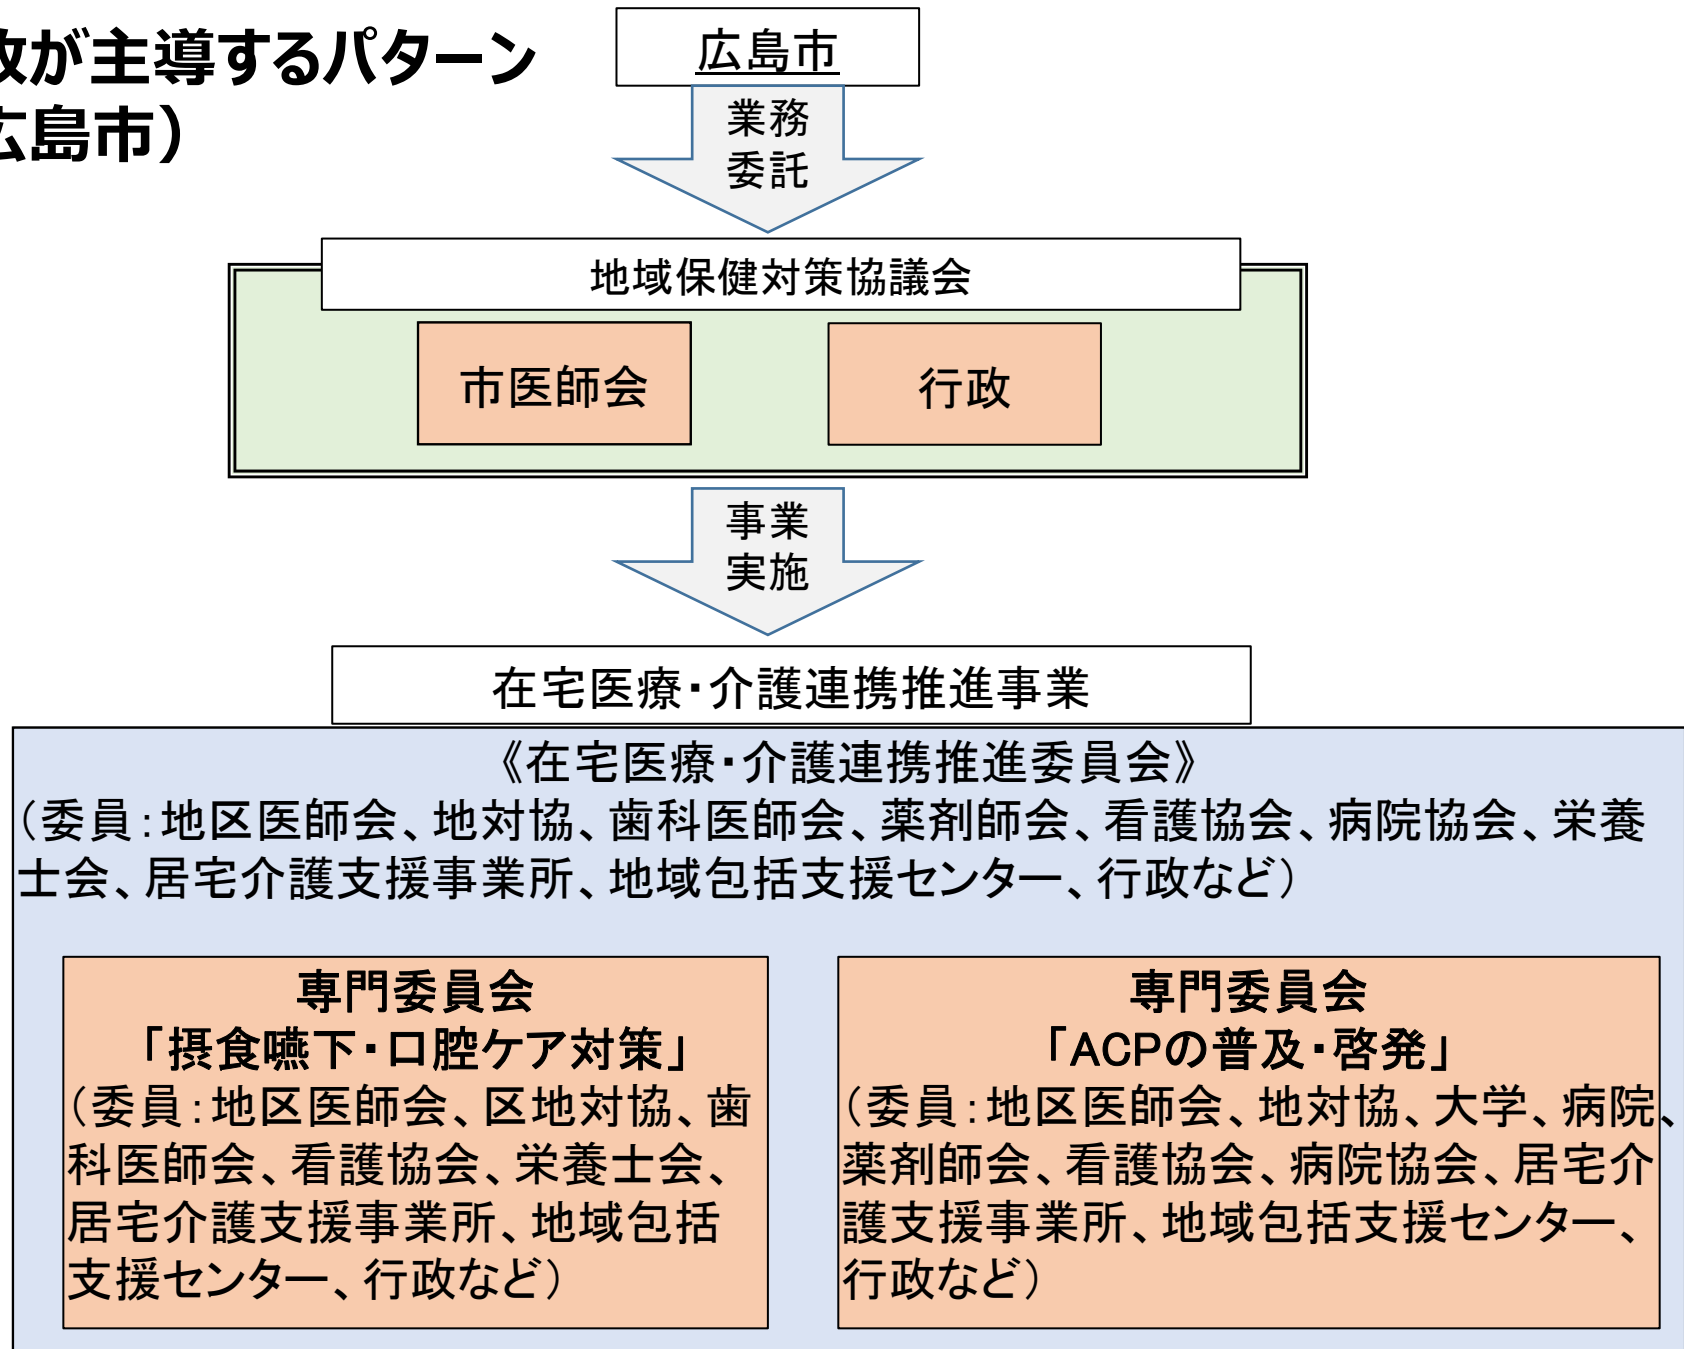 政が主導するパターン
広島市）
広島市
業務
委託
地域保健対策協議会
市医師会
行政
事業
実施
在宅医療・介護連携推進事業
《在宅医療・介護連携推進委員会》
（委員：地区医師会、地対協、歯科医師会、薬剤師会、看護協会、病院協会、栄養
士会、居宅介護支援事業所、地域包括支援センター、行政など）
専門委員会
「摂食嚥下・口腔ケア対策」
（委員：地区医師会、区地対協、歯
科医師会、看護協会、栄養士会、
居宅介護支援事業所、地域包括
支援センター、行政など）
専門委員会
「ACPの普及・啓発」
（委員：地区医師会、地対協、大学、病院、
薬剤師会、看護協会、病院協会、居宅介
護支援事業所、地域包括支援センター、
行政など）